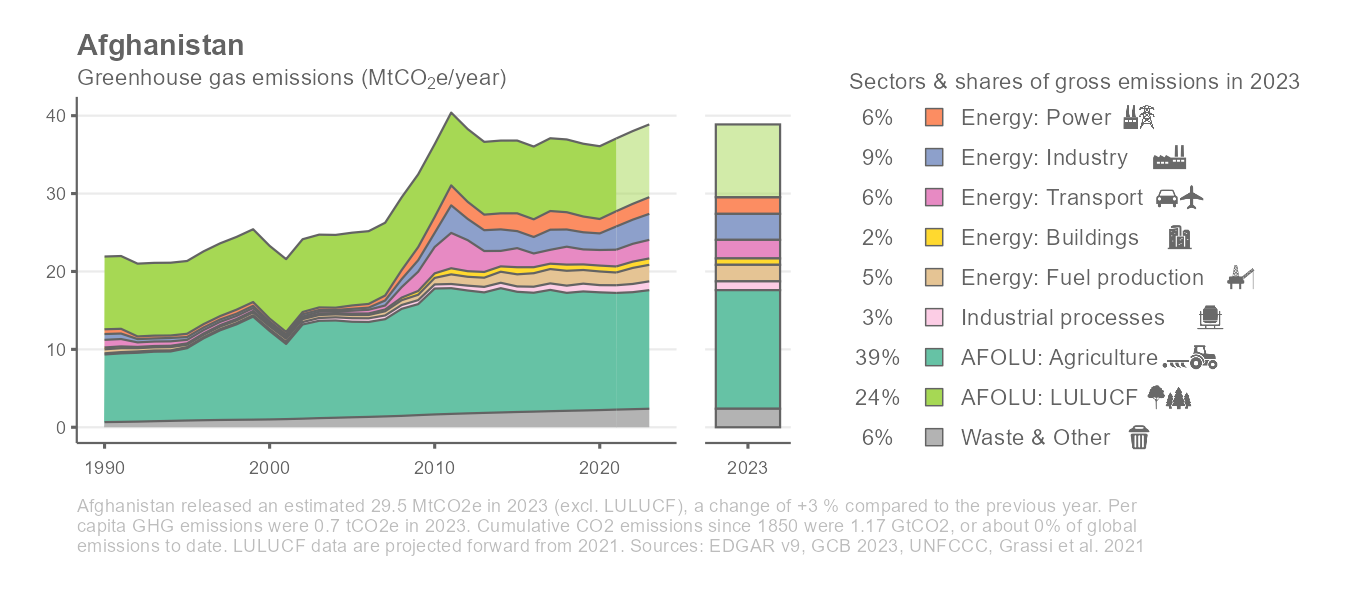 Afghanistan
Greenhouse gas emissions (MtCO₂e/year)
40
30
20
10
0
1990
2000
2010
2020
2023
Sectors & shares of gross emissions in 2023
6% Energy: Power
9% Energy: Industry
6% Energy: Transport
2% Energy: Buildings
5% Energy: Fuel production
3% Industrial processes
39% AFOLU: Agriculture
24% AFOLU: LULUCF
6% Waste & Other
Afghanistan released an estimated 29.5 MtCO2e in 2023 (excl. LULUCF), a change of +3 % compared to the previous year. Per
capita GHG emissions were 0.7 tCO2e in 2023. Cumulative CO2 emissions since 1850 were 1.17 GtCO2, or about 0% of global
emissions to date. LULUCF data are projected forward from 2021. Sources: EDGAR v9, GCB 2023, UNFCCC, Grassi et al. 2021